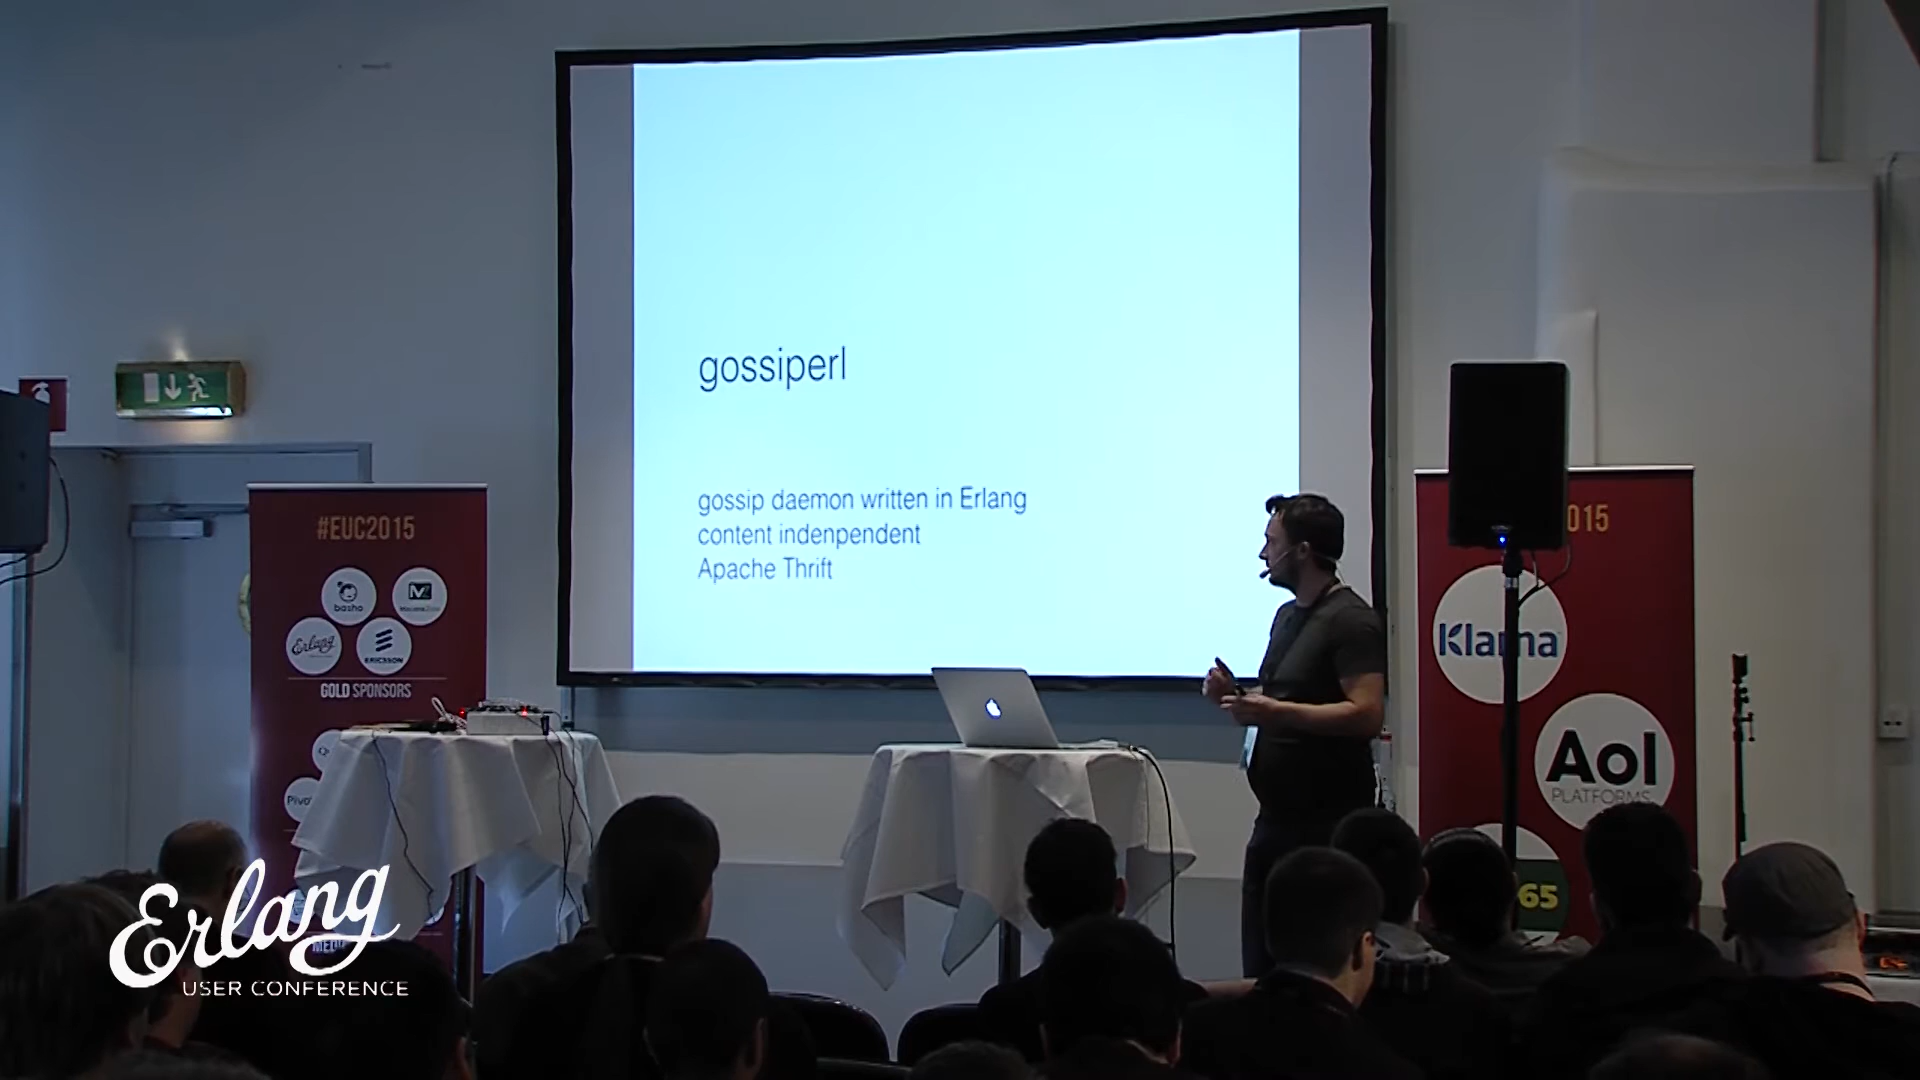 gossiperl
gossip daemon written in Erlang
content indenpendent
Apache Thrift
#EUC2015
basho
Erlang
ERICSSON
GOLD SPONSORS
015
Klarna
Aol
PLATFORMS
65
Erlang
USER CONFERENCE